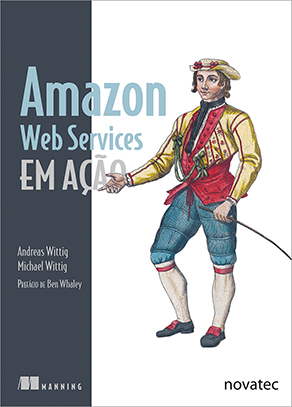 Amazon
Web Services
EM AÇÃO
Andreas Wittig
Michael Wittig
PREFÁCIO DE BEN WHALEY
MANNING
novatec